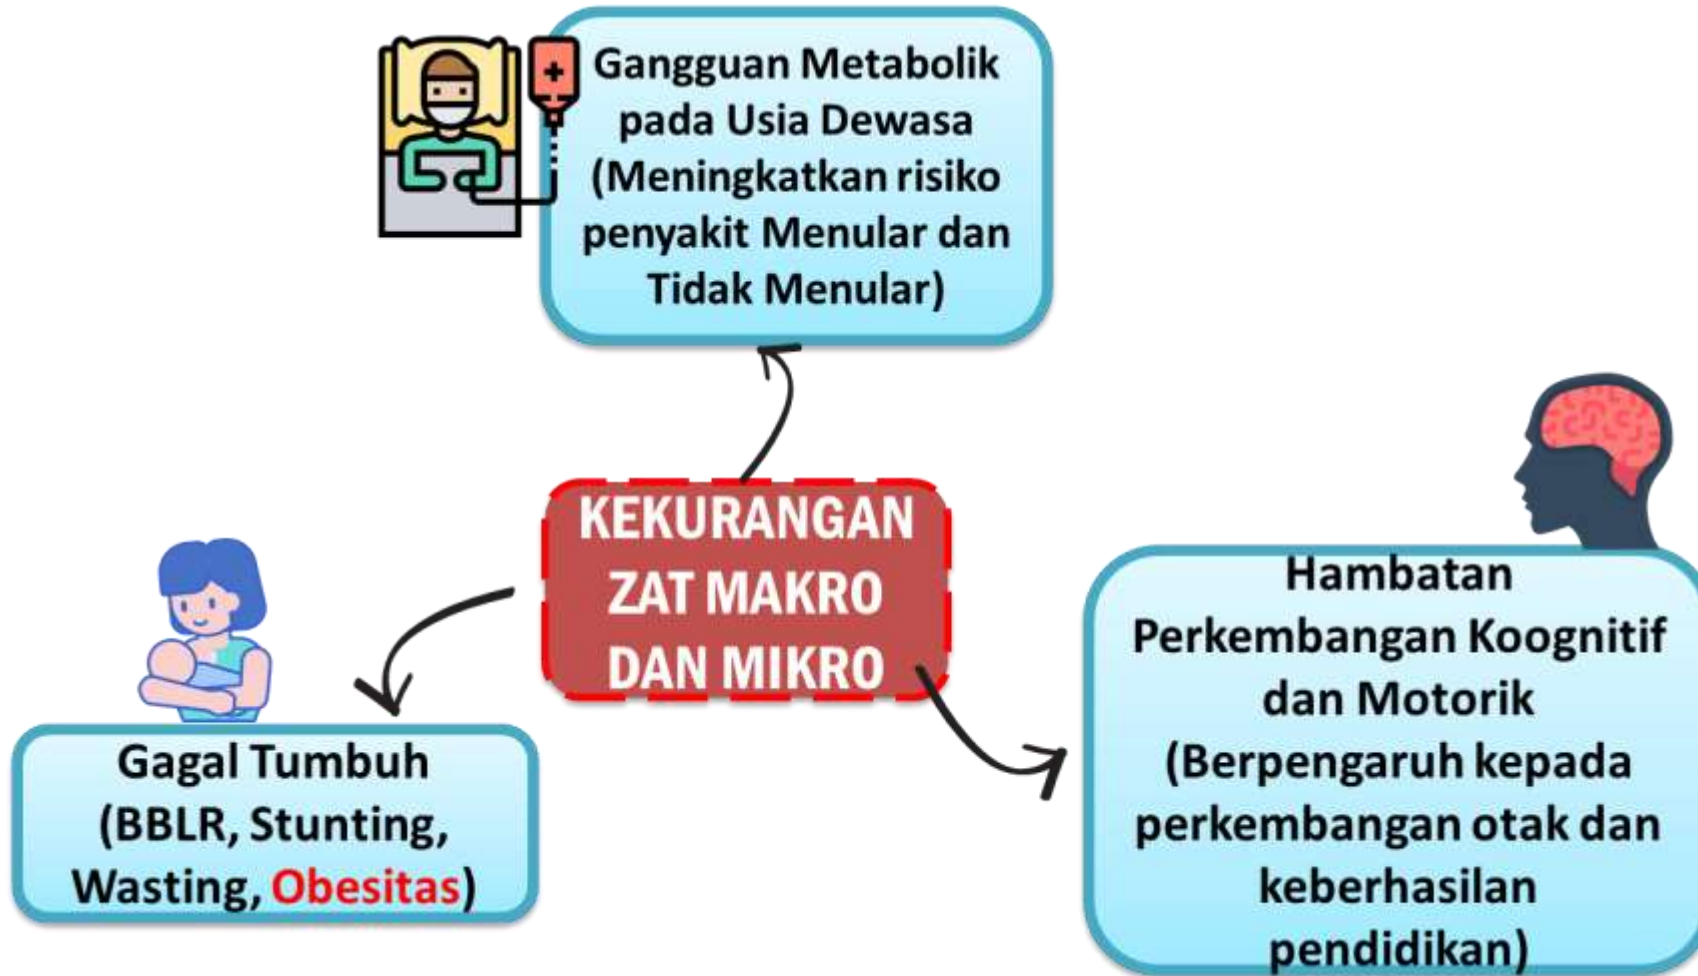 Gangguan Metabolik
pada Usia Dewasa
(Meningkatkan risiko
penyakit Menular dan
Tidak Menular)
KEKURANGAN
ZAT MAKRO
DAN MIKRO
Gagal Tumbuh
(BBLR, Stunting,
Wasting, Obesitas)
Hambatan
Perkembangan Koognitif
dan Motorik
(Berpengaruh kepada
perkembangan otak dan
keberhasilan
pendidikan)